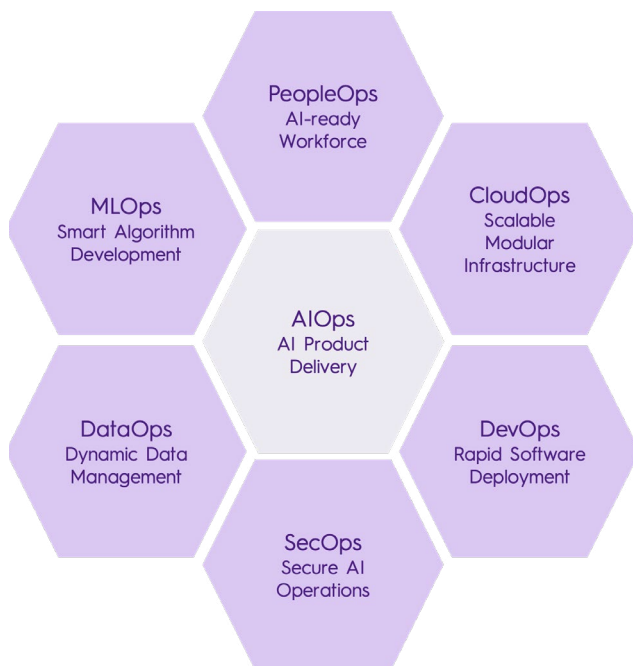 PeopleOps
AI-ready
Workforce
MLOps
Smart Algorithm
Development
CloudOps
Scalable
Modular
Infrastructure
AIOps
AI Product
Delivery
DataOps
Dynamic Data
Management
DevOps
Rapid Software
Deployment
SecOps
Secure AI
Operations